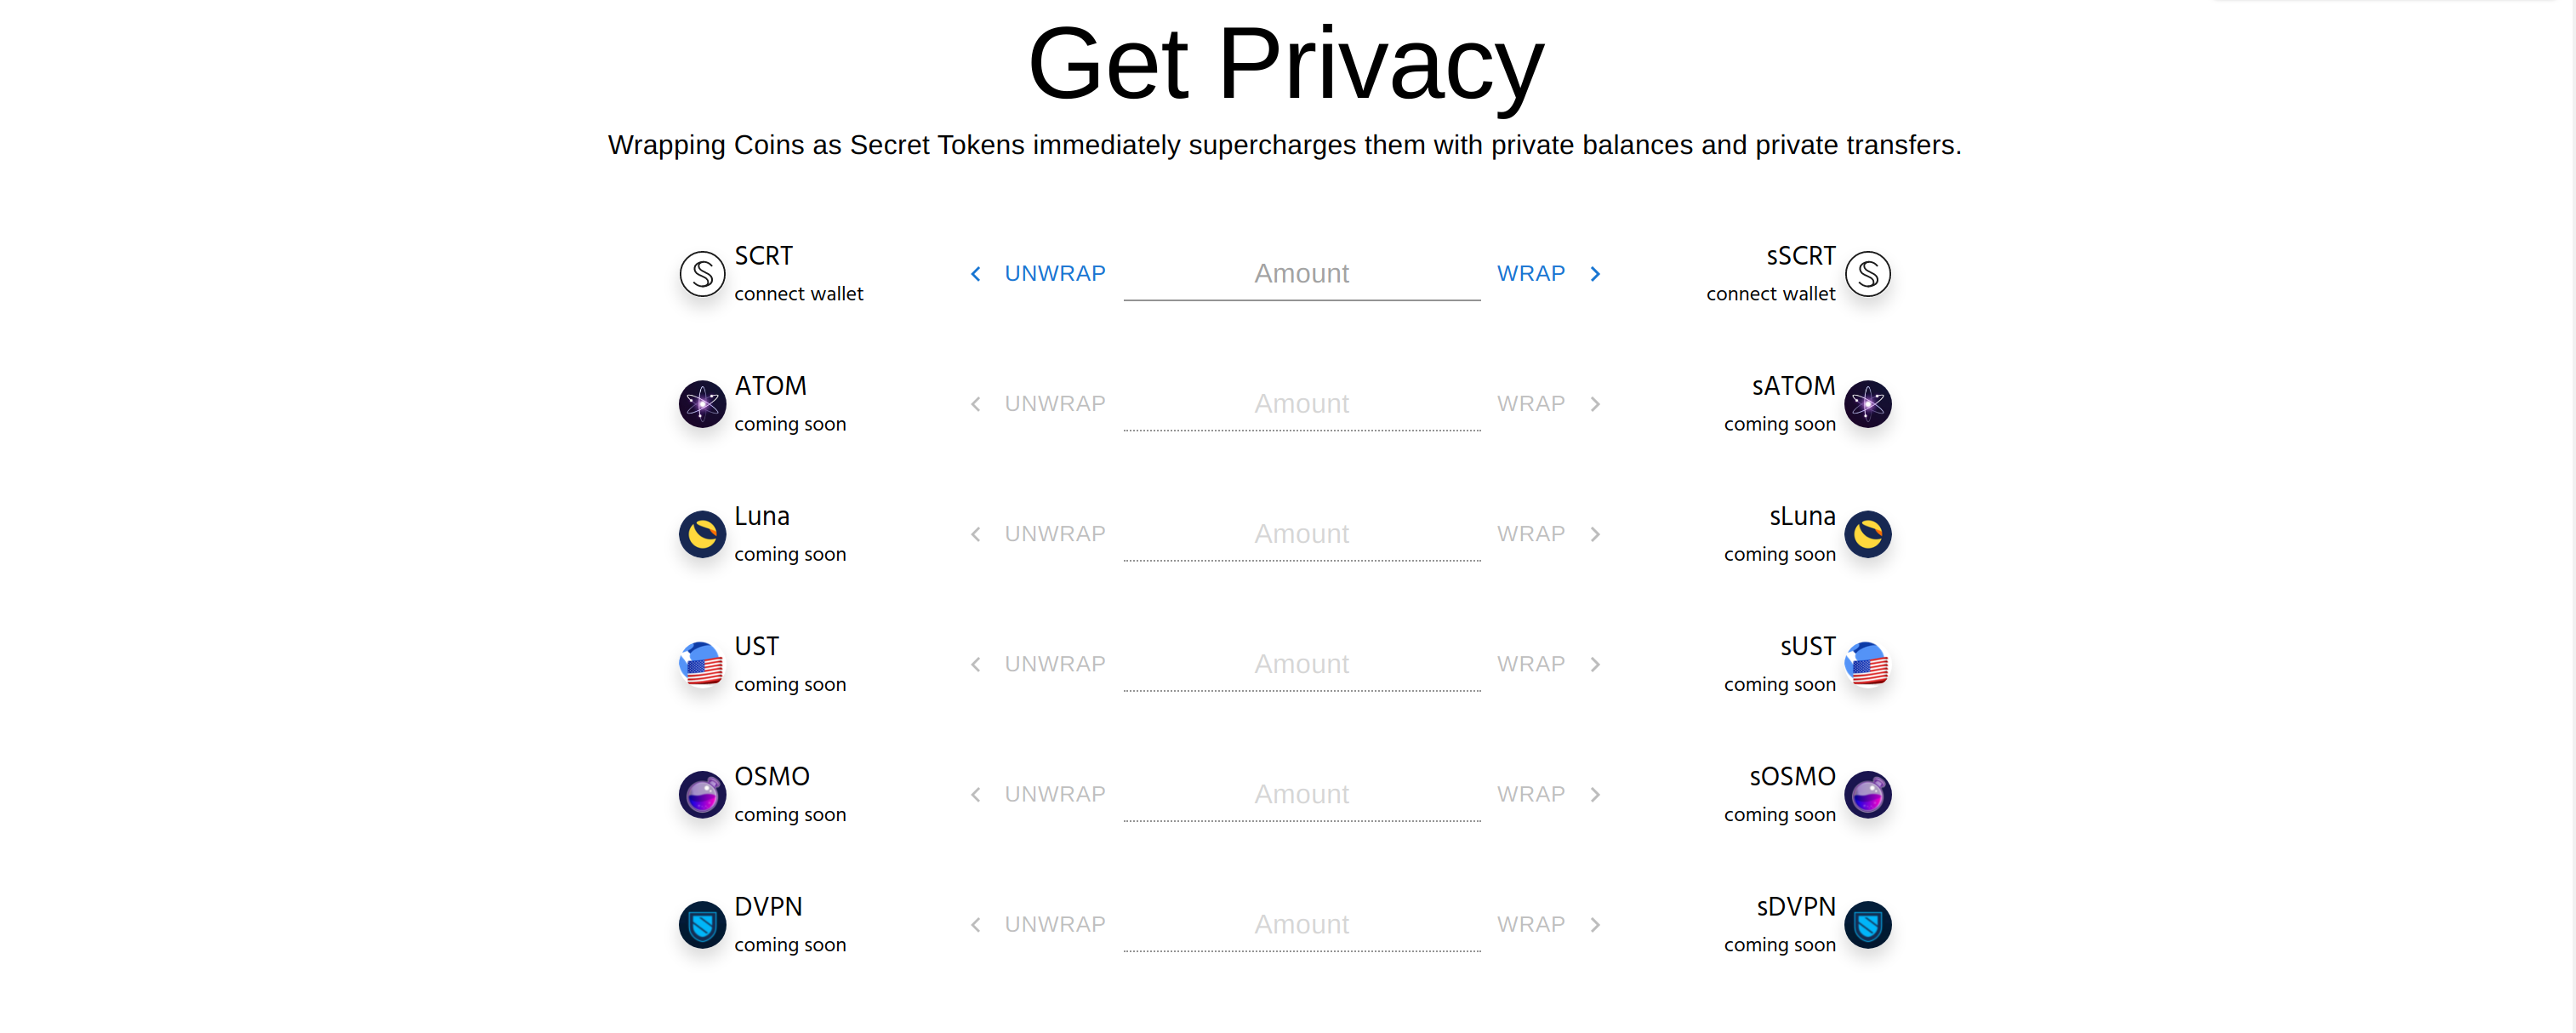 Get Privacy
Wrapping Coins as Secret Tokens immediately supercharges them with private balances and private transfers.
SCRT
connect wallet
UNWRAP
Amount
WRAP
sSCRT
connect wallet
ATOM
coming soon
UNWRAP
Amount
WRAP
sATOM
coming soon
Luna
coming soon
UNWRAP
Amount
WRAP
sLuna
coming soon
UST
coming soon
UNWRAP
Amount
WRAP
sUST
coming soon
OSMO
coming soon
UNWRAP
Amount
WRAP
sOSMO
coming soon
DVPN
coming soon
UNWRAP
Amount
WRAP
sDVPN
coming soon